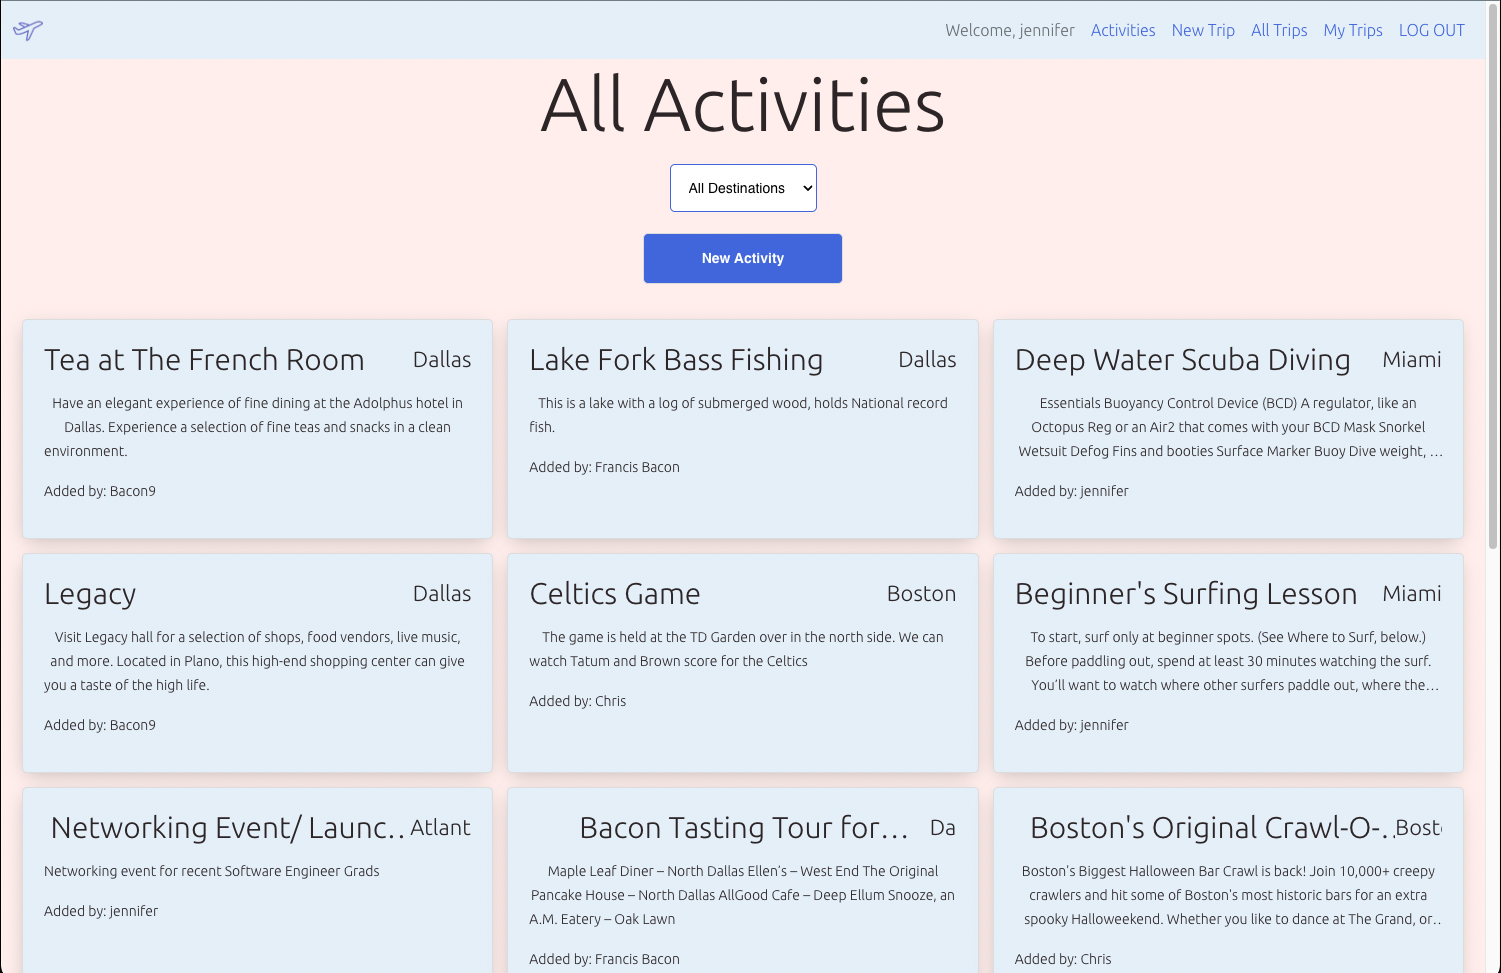 Welcome, jennifer Activities New Trip All Trips My Trips LOG OUT
All Activities
All Destinations
New Activity
Tea at The French Room Dallas
Have an elegant experience of fine dining at the Adolphus hotel in
Dallas. Experience a selection of fine teas and snacks in a clean
environment.
Added by: Bacon9
Lake Fork Bass Fishing Dallas
This is a lake with a log of submerged wood, holds National record
fish.
Added by: Francis Bacon
Deep Water Scuba Diving Miami
Essentials Buoyancy Control Device (BCD) A regulator, like an
Octopus Reg or an Air2 that comes with your BCD Mask Snorkel
Wetsuit Defog Fins and booties Surface Marker Buoy Dive weight, …
Added by: jennifer
Legacy Dallas
Visit Legacy hall for a selection of shops, food vendors, live music,
and more. Located in Plano, this high-end shopping center can give
you a taste of the high life.
Added by: Bacon9
Celtics Game Boston
The game is held at the TD Garden over in the north side. We can
watch Tatum and Brown score for the Celtics
Added by: Chris
Beginner's Surfing Lesson Miami
To start, surf only at beginner spots. (See Where to Surf, below.)
Before paddling out, spend at least 30 minutes watching the surf.
You’ll want to watch where other surfers paddle out, where the…
Added by: jennifer
Networking Event/ Launc… Atlant
Networking event for recent Software Engineer Grads
Added by: jennifer
Bacon Tasting Tour for… Da
Maple Leaf Diner – North Dallas Ellen’s – West End The Original
Pancake House – North Dallas AllGood Cafe – Deep Ellum Snooze, an
A.M. Eatery – Oak Lawn
Added by: Francis Bacon
Boston's Original Crawl-O-… Bost
Boston's Biggest Halloween Bar Crawl is back! Join 10,000+ creepy
crawlers and hit some of Boston's most historic bars for an extra
spooky Halloweekend. Whether you like to dance at The Grand, or…
Added by: Chris